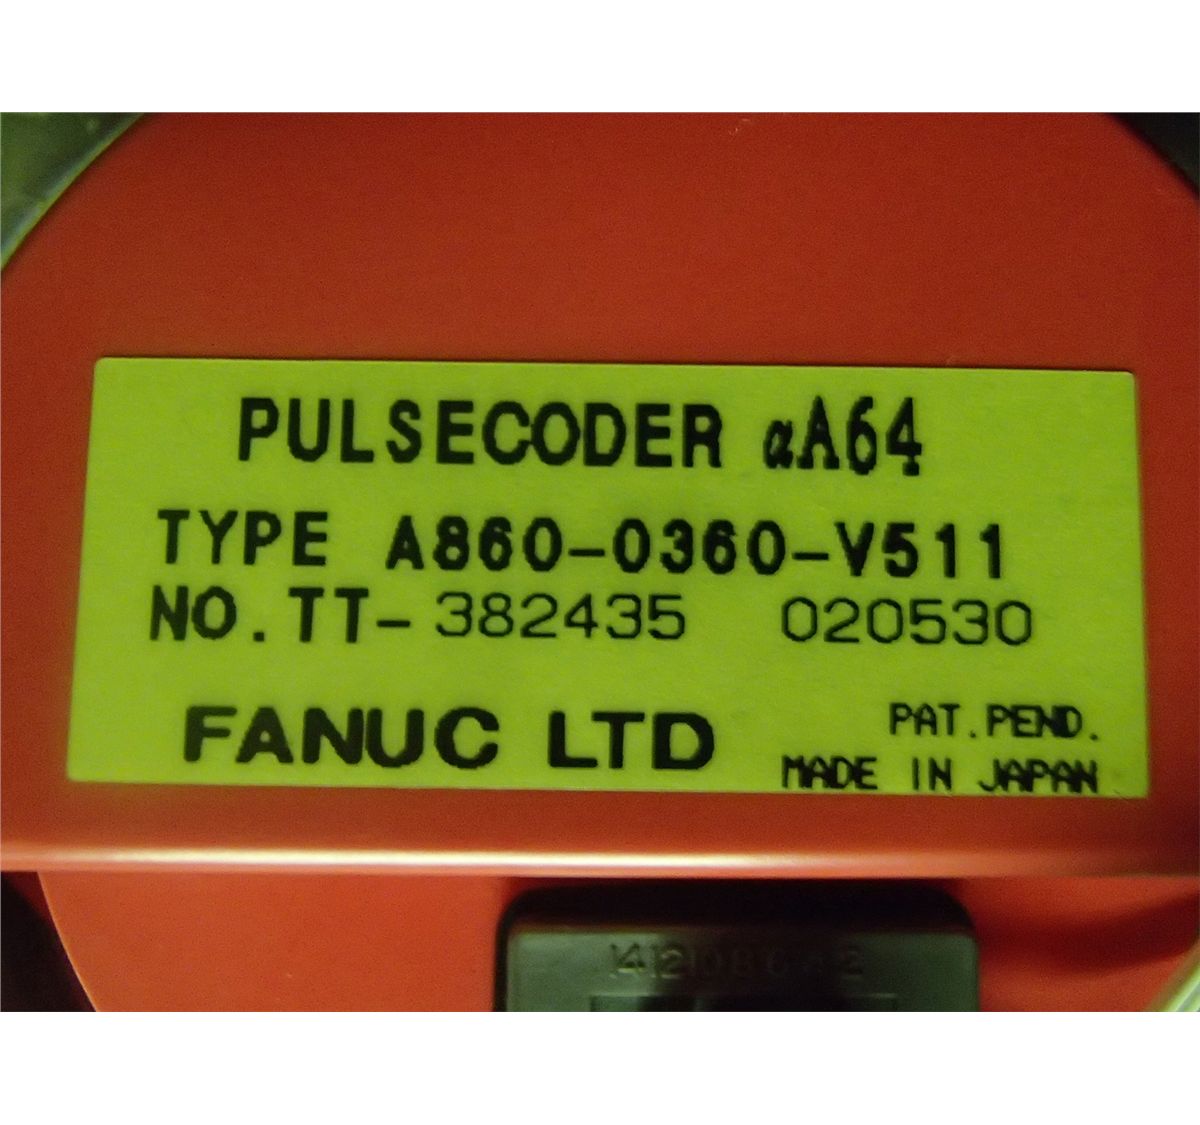 PULSECODER αA64
TYPE A860-0360-V511
NO.TT-382435 020530
FANUC LTD
PAT.PEND.
MADE IN JAPAN